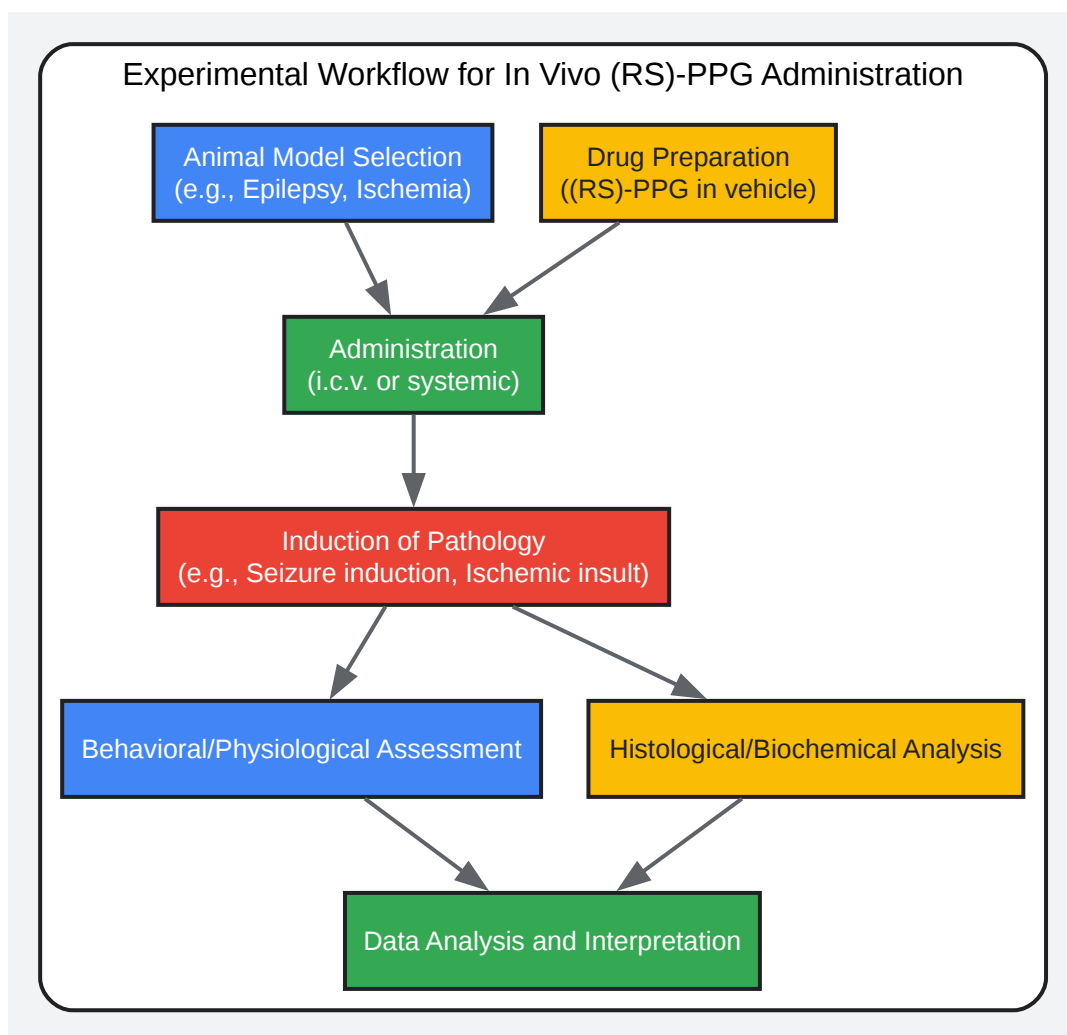 Experimental Workflow for In Vivo (RS)-PPG Administration
Animal Model Selection
(e.g., Epilepsy, Ischemia)
Drug Preparation
((RS)-PPG in vehicle)
Administration
(i.c.v. or systemic)
Induction of Pathology
(e.g., Seizure induction, Ischemic insult)
Behavioral/Physiological Assessment
Histological/Biochemical Analysis
Data Analysis and Interpretation